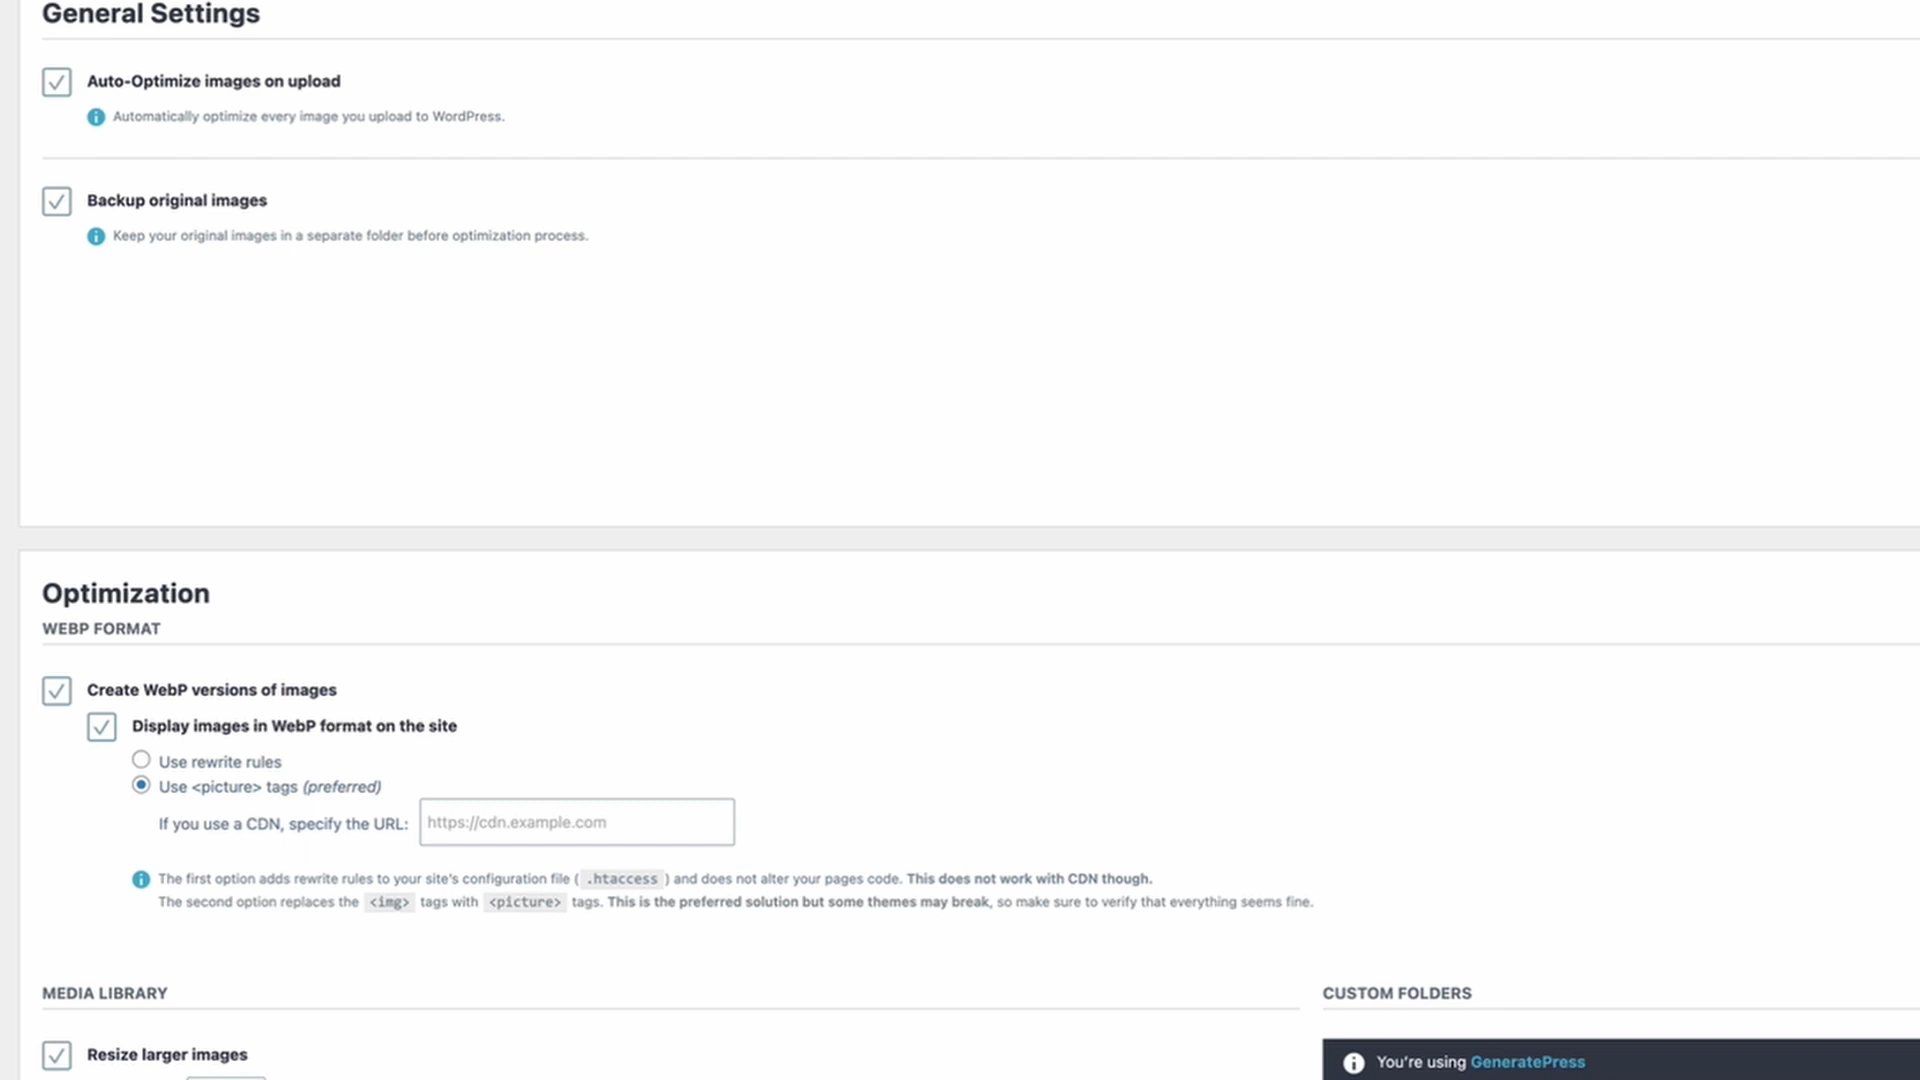 General Settings
Auto-Optimize images on upload
Automatically optimize every image you upload to WordPress.
Backup original images
Keep your original images in a separate folder before optimization process.
Optimization
WEBP FORMAT
Create WebP versions of images
Display images in WebP format on the site
Use rewrite rules
Use <picture> tags (preferred)
If you use a CDN, specify the URL: https://cdn.example.com
The first option adds rewrite rules to your site's configuration file ( .htaccess ) and does not alter your pages code. This does not work with CDN though.
The second option replaces the <img> tags with <picture> tags. This is the preferred solution but some themes may break, so make sure to verify that everything seems fine.
MEDIA LIBRARY
Resize larger images
CUSTOM FOLDERS
You're using GeneratePress